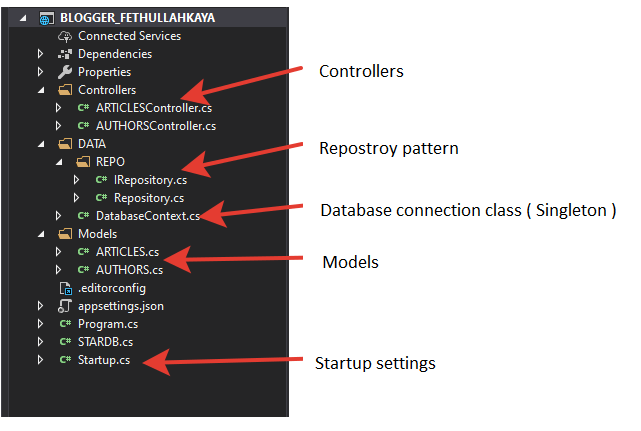 BLOGGER_FETHULLAHKAYA
Connected Services
Dependencies
Properties
Controllers
C# ARTICLESController.cs
C# AUTHORSController.cs
DATA
REPO
C# IRepository.cs
C# Repository.cs
C# DatabaseContext.cs
Models
C# ARTICLES.cs
C# AUTHORS.cs
.editorconfig
appsettings.json
C# Program.cs
C# STARDB.cs
C# Startup.cs
Controllers
Repostroy pattern
Database connection class ( Singleton )
Models
Startup settings